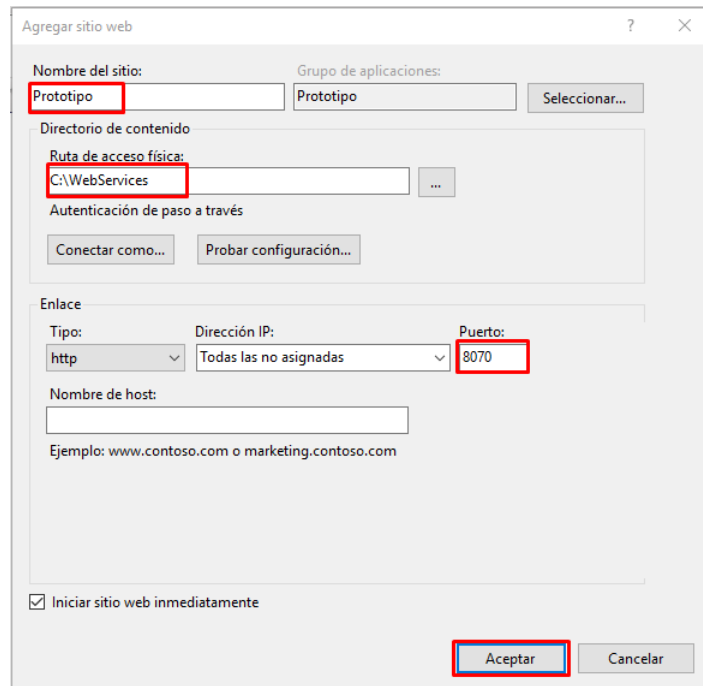 Agregar sitio web
Nombre del sitio: Grupo de aplicaciones:
Prototipo Prototipo Seleccionar...
Directorio de contenido
Ruta de acceso física:
C:\WebServices ...
Autenticación de paso a través
Conectar como... Probar configuración...
Enlace
Tipo: Dirección IP: Puerto:
http Todas las no asignadas 8070
Nombre de host:
Ejemplo: www.contoso.com o marketing.contoso.com
Iniciar sitio web inmediatamente
Aceptar Cancelar